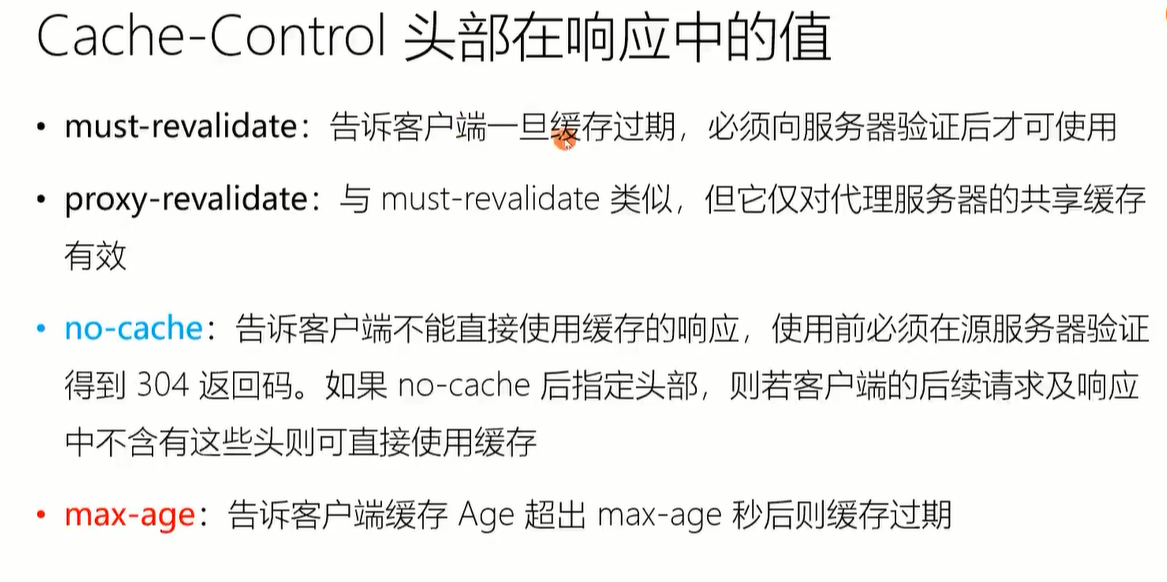 Cache-Control 头部在响应中的值
• must-revalidate：告诉客户端一旦缓存过期，必须向服务器验证后才可使用
• proxy-revalidate：与 must-revalidate 类似，但它仅对代理服务器的共享缓存
有效
• no-cache：告诉客户端不能直接使用缓存的响应，使用前必须在源服务器验证
得到 304 返回码。如果 no-cache 后指定头部，则若客户端的后续请求及响应
中不含有这些头则可直接使用缓存
• max-age：告诉客户端缓存 Age 超出 max-age 秒后则缓存过期